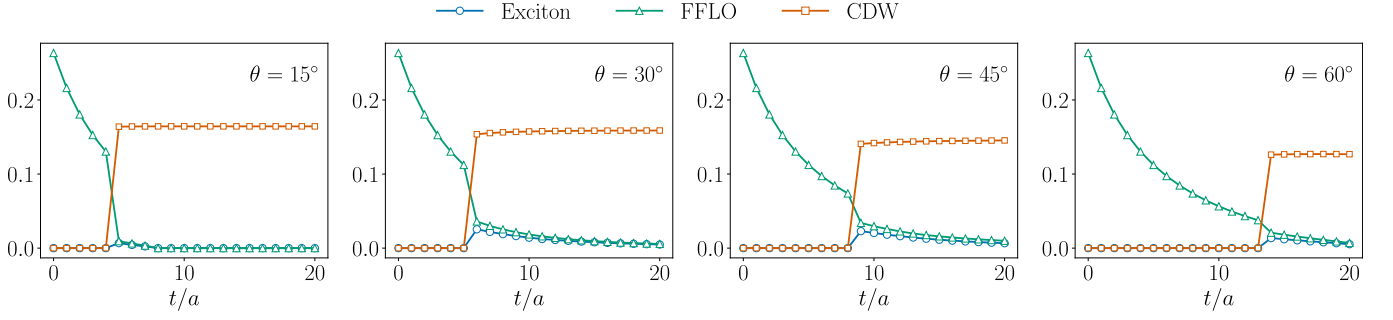 Exciton FFLO CDW
θ = 15° θ = 30° θ = 45° θ = 60°
0.2 0.2 0.2 0.2
0.1 0.1 0.1 0.1
0.0 0.0 0.0 0.0
0 10 20 0 10 20 0 10 20 0 10 20
t/a t/a t/a t/a